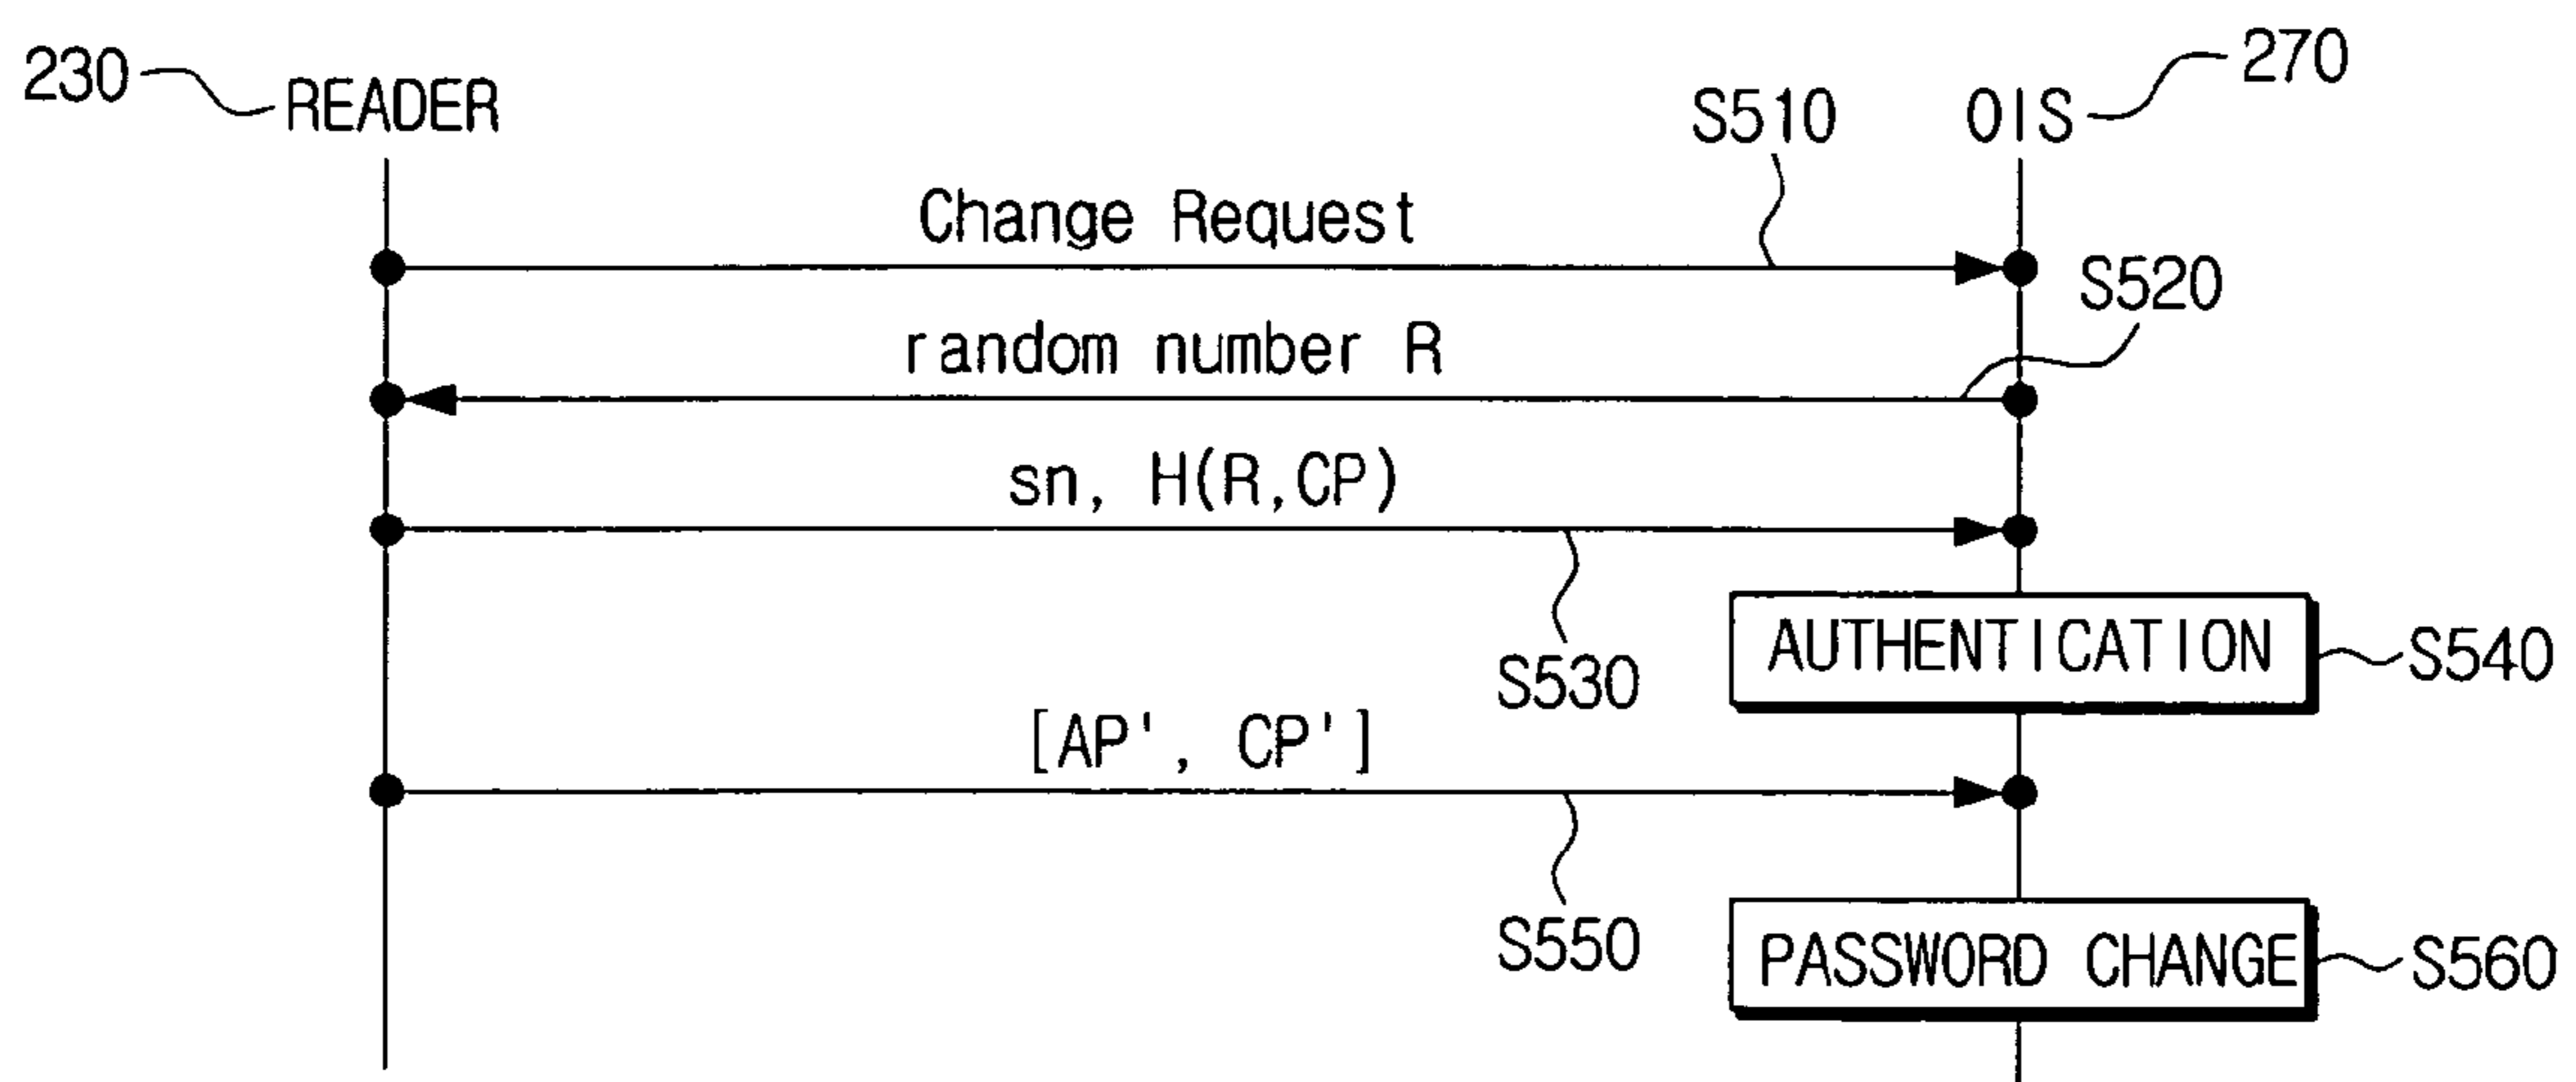 230 READER
OIS 270
S510
Change Request
S520
random number R
sn, H(R,CP)
S530
AUTHENTICATION S540
[AP', CP']
S550
PASSWORD CHANGE S560